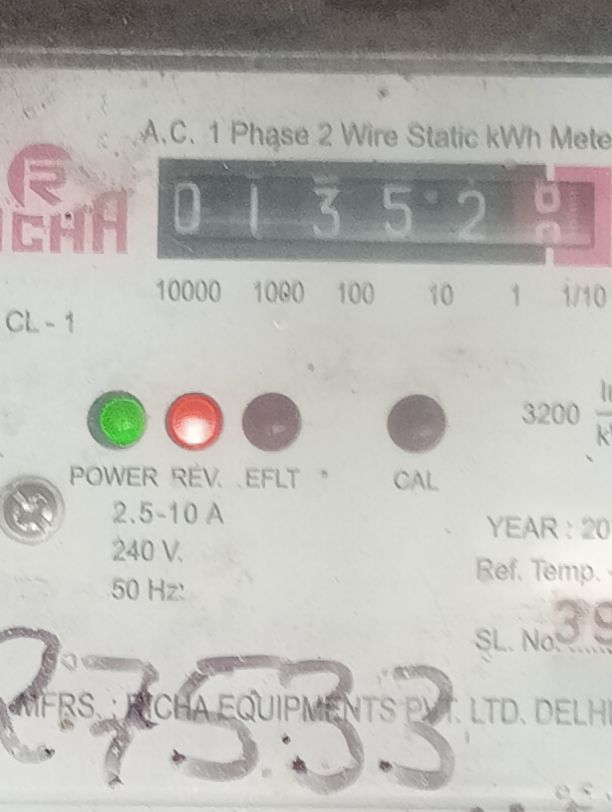 A.C. 1 Phase 2 Wire Static kWh Mete
R
ICHA
0 1 3 5 2 8
10000 1000 100 10 1 1/10
CL - 1
3200
POWER REV. EFLT CAL
2.5-10 A
240 V.
50 Hz:
YEAR : 20
Ref. Temp.
SL. No. 39
27533
MFRS. : RICHA EQUIPMENTS PVT. LTD. DELHI